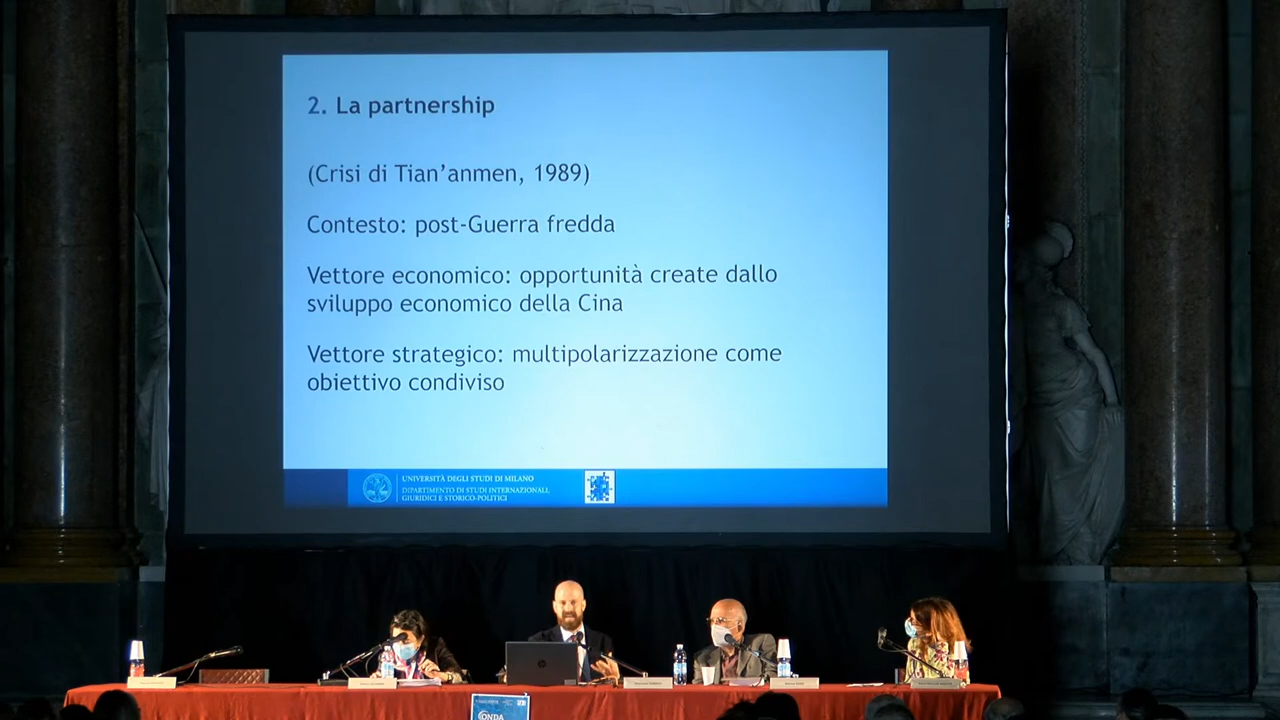 2. La partnership
(Crisi di Tian'anmen, 1989)
Contesto: post-Guerra fredda
Vettore economico: opportunità create dallo
sviluppo economico della Cina
Vettore strategico: multipolarizzazione come
obiettivo condiviso
UNIVERSITÀ DEGLI STUDI DI MILANO
DIPARTIMENTO DI STUDI INTERNAZIONALI,
GIURIDICI E STORICO-POLITICI
ONDA